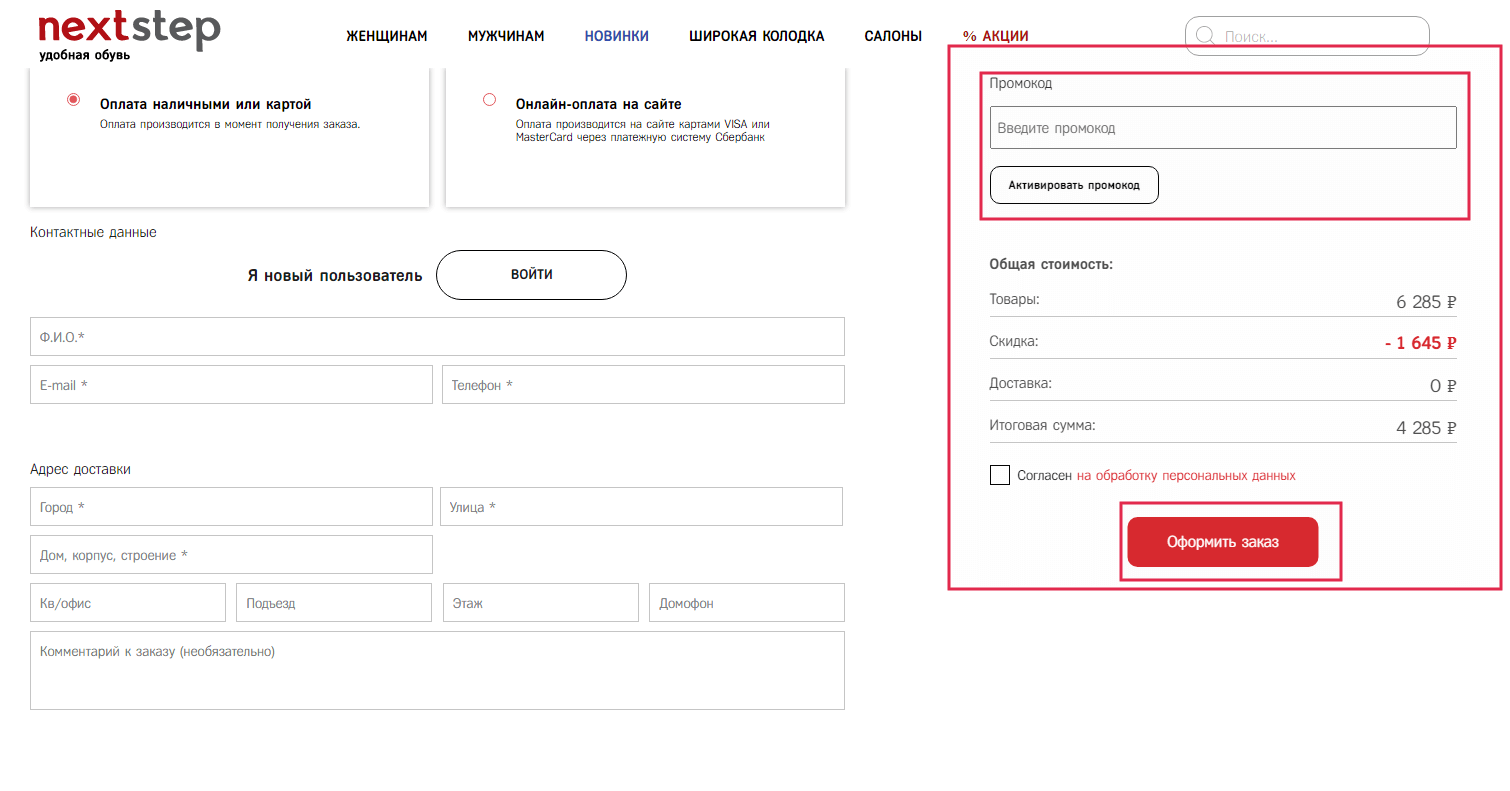 nextstep
удобная обувь
ЖЕНЩИНАМ МУЖЧИНАМ НОВИНКИ ШИРОКАЯ КОЛОДКА САЛОНЫ % АКЦИИ Поиск...
Оплата наличными или картой
Оплата производится в момент получения заказа.
Онлайн-оплата на сайте
Оплата производится на сайте картами VISA или
MasterCard через платежную систему Сбербанк
Контактные данные
Я новый пользователь ВОЙТИ
Ф.И.О.*
E-mail * Телефон *
Адрес доставки
Город * Улица *
Дом, корпус, строение *
Кв/офис Подъезд Этаж Домофон
Комментарий к заказу (необязательно)
Промокод
Введите промокод
Активировать промокод
Общая стоимость:
Товары: 6 285 ₽
Скидка: - 1 645 ₽
Доставка: 0 ₽
Итоговая сумма: 4 285 ₽
Согласен на обработку персональных данных
Оформить заказ